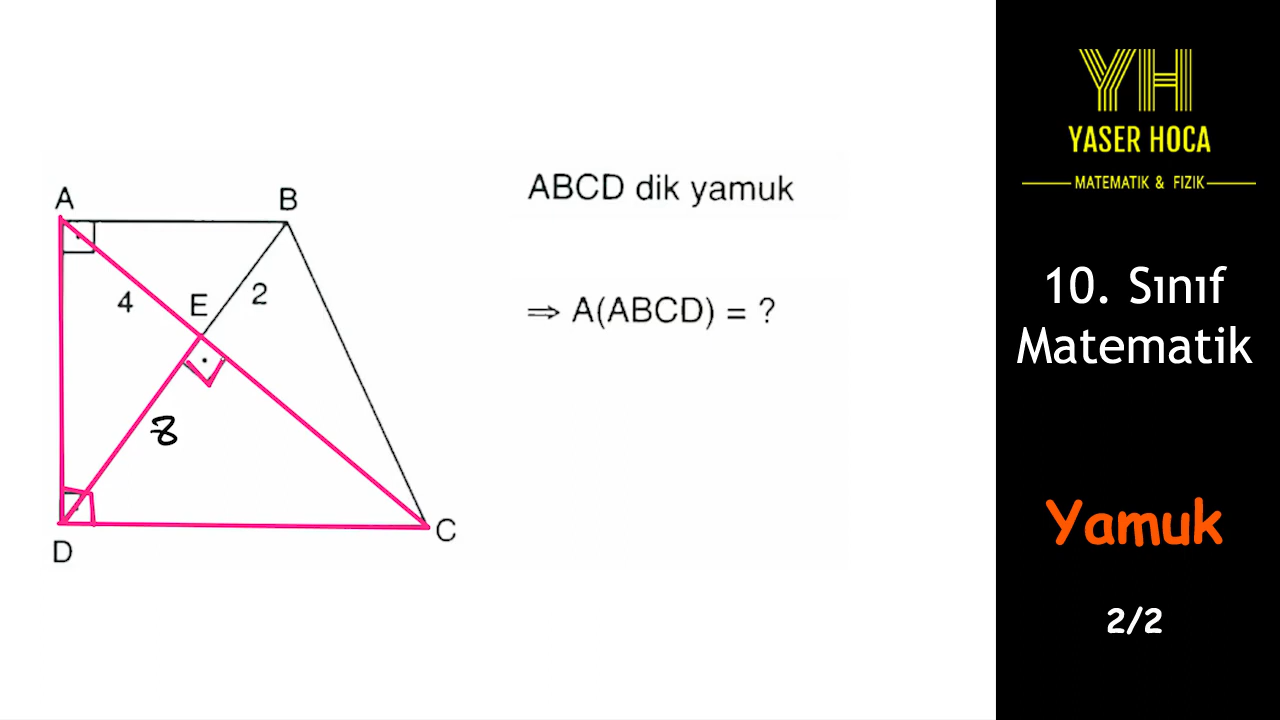 A
B
4
E
2
8
D
C
ABCD dik yamuk
⇒ A(ABCD) = ?
YH
YASER HOCA
MATEMATIK & FIZIK
10. Sınıf
Matematik
Yamuk
2/2